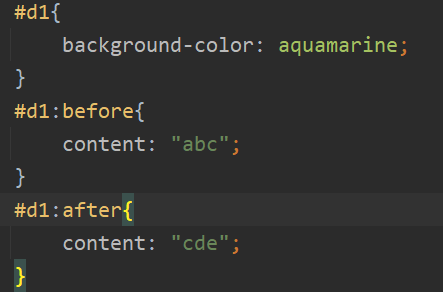 #d1{
    background-color: aquamarine;
}
#d1:before{
    content: "abc";
}
#d1:after{
    content: "cde";
}